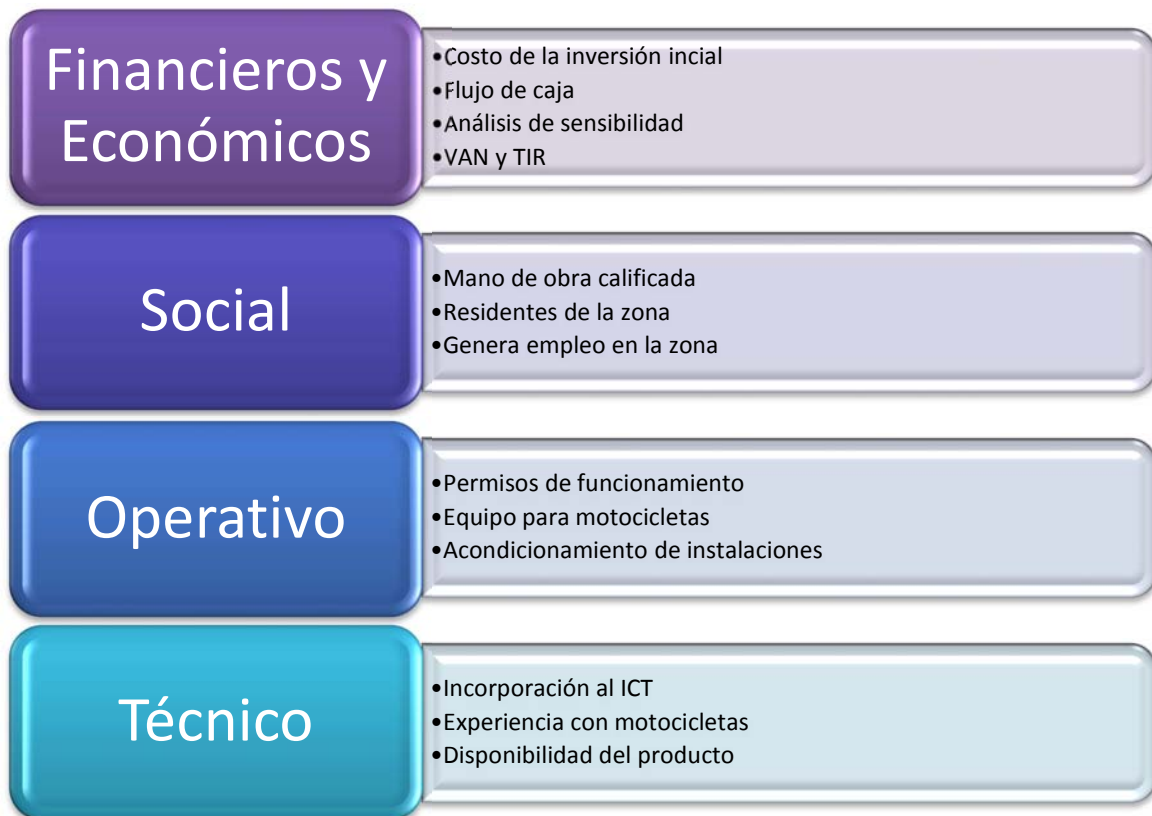 Financieros y
Económicos
•Costo de la inversión incial
•Flujo de caja
•Análisis de sensibilidad
•VAN y TIR
Social
•Mano de obra calificada
•Residentes de la zona
•Genera empleo en la zona
Operativo
•Permisos de funcionamiento
•Equipo para motocicletas
•Acondicionamiento de instalaciones
Técnico
•Incorporación al ICT
•Experiencia con motocicletas
•Disponibilidad del producto